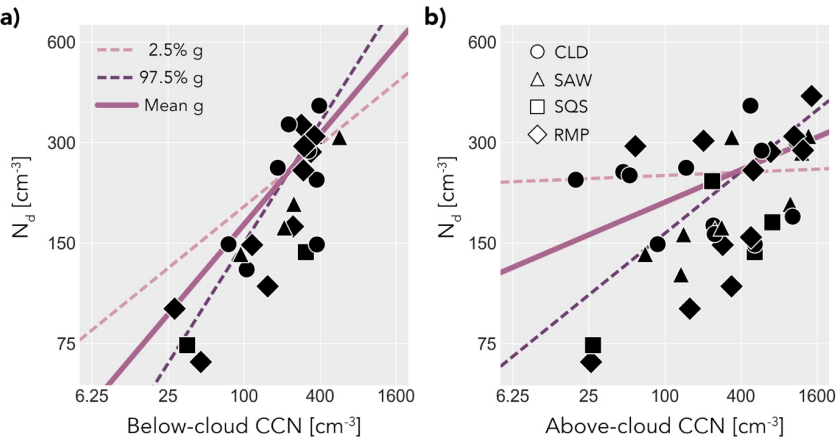 a)
b)
600
300
150
75
N_d [cm⁻³]
2.5% g
97.5% g
Mean g
6.25 25 100 400 1600
Below-cloud CCN [cm⁻³]
600
300
150
75
N_d [cm⁻³]
CLD
SAW
SQS
RMP
6.25 25 100 400 1600
Above-cloud CCN [cm⁻³]